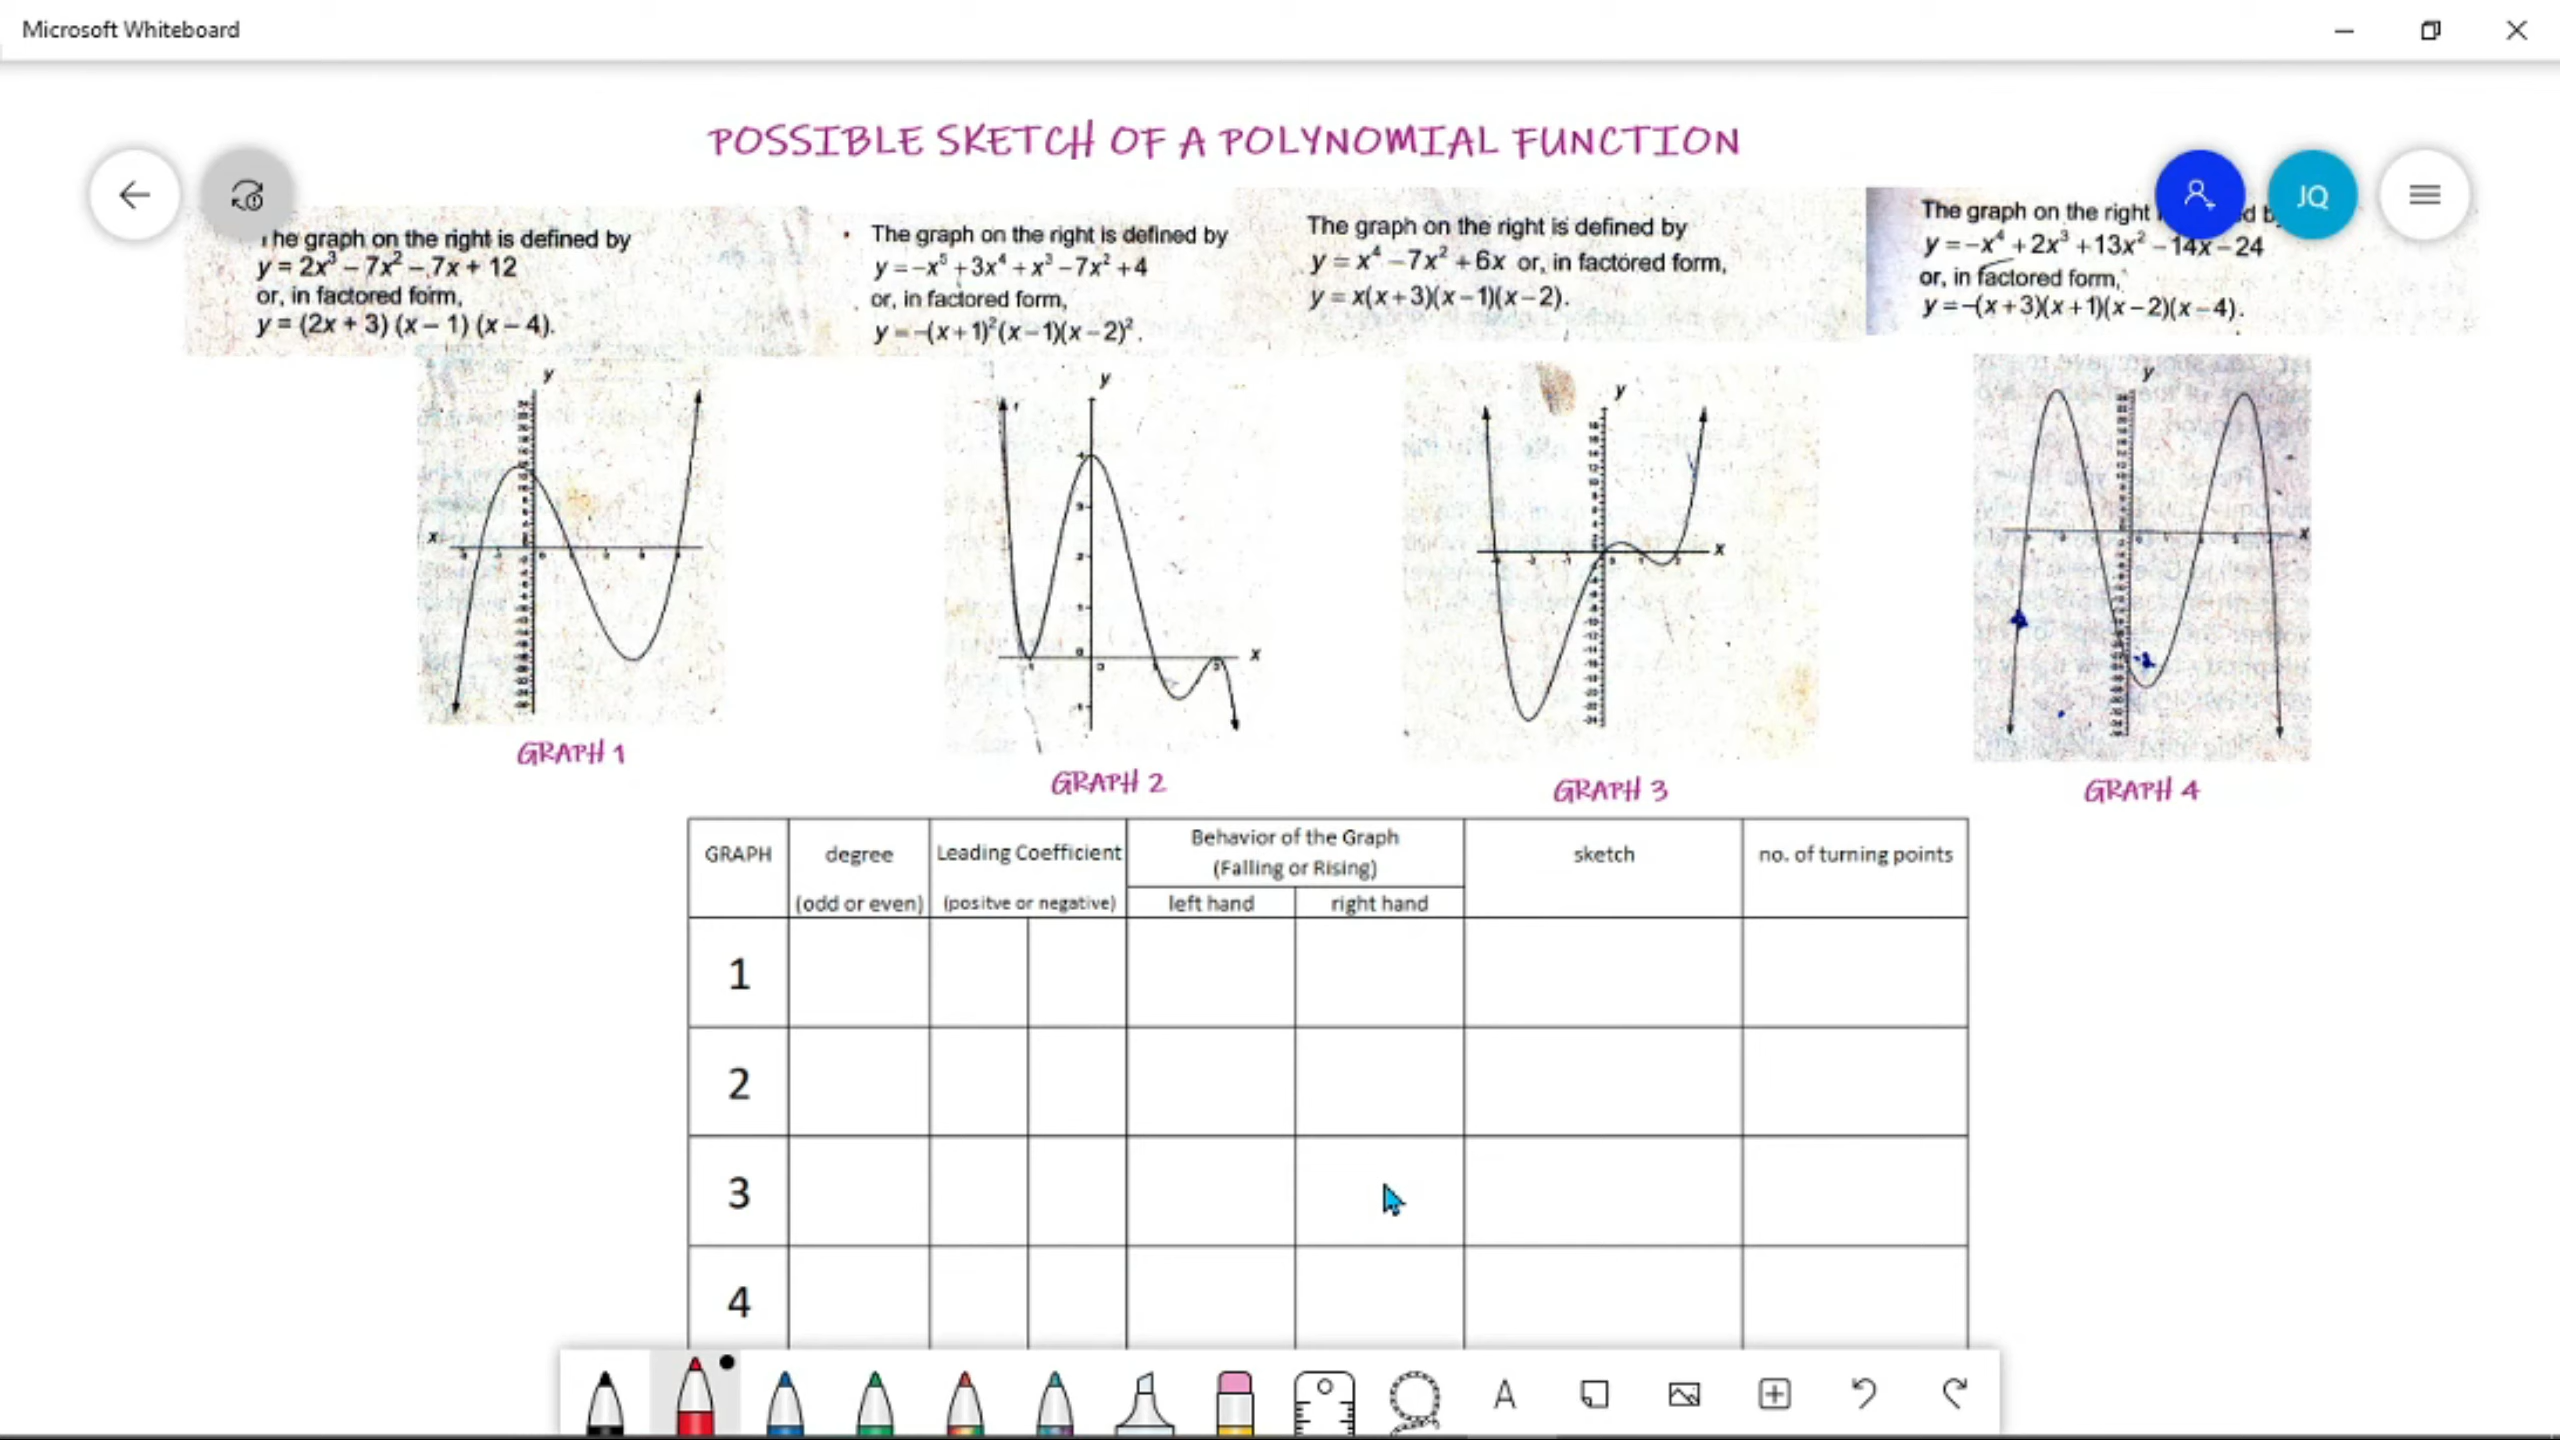 Microsoft Whiteboard
POSSIBLE SKETCH OF A POLYNOMIAL FUNCTION
JQ
The graph on the right is defined by
y = 2x³ – 7x² – 7x + 12
or, in factored form,
y = (2x + 3) (x – 1) (x – 4).
• The graph on the right is defined by
y = –x⁵ + 3x⁴ + x³ – 7x² + 4
or, in factored form,
y = –(x + 1)²(x – 1)(x – 2)².
The graph on the right is defined by
y = x⁴ – 7x² + 6x or, in factored form,
y = x(x + 3)(x – 1)(x – 2).
The graph on the right
y = –x⁴ + 2x³ + 13x² – 14x – 24
or, in factored form,
y = –(x + 3)(x + 1)(x – 2)(x – 4).
y
x
GRAPH 1
y
x
GRAPH 2
y
x
GRAPH 3
y
x
GRAPH 4
GRAPH
degree
(odd or even)
Leading Coefficient
(positve or negative)
Behavior of the Graph
(Falling or Rising)
left hand
right hand
sketch
no. of turning points
1
2
3
4
A